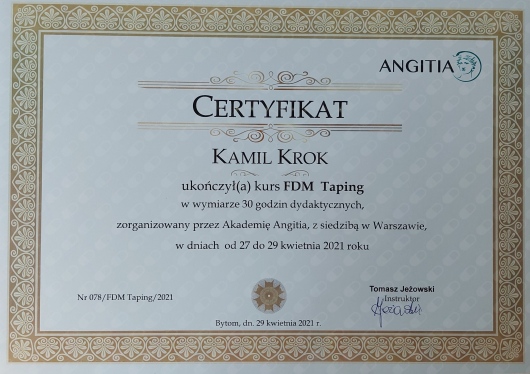 ANGITIA
CERTYFIKAT
KAMIL KROK
ukończył(a) kurs FDM Taping
w wymiarze 30 godzin dydaktycznych,
zorganizowany przez Akademię Angitia, z siedzibą w Warszawie,
w dniach od 27 do 29 kwietnia 2021 roku
Nr 078/FDM Taping/2021
Tomasz Jeżowski
Instruktor
Bytom, dn. 29 kwietnia 2021 r.